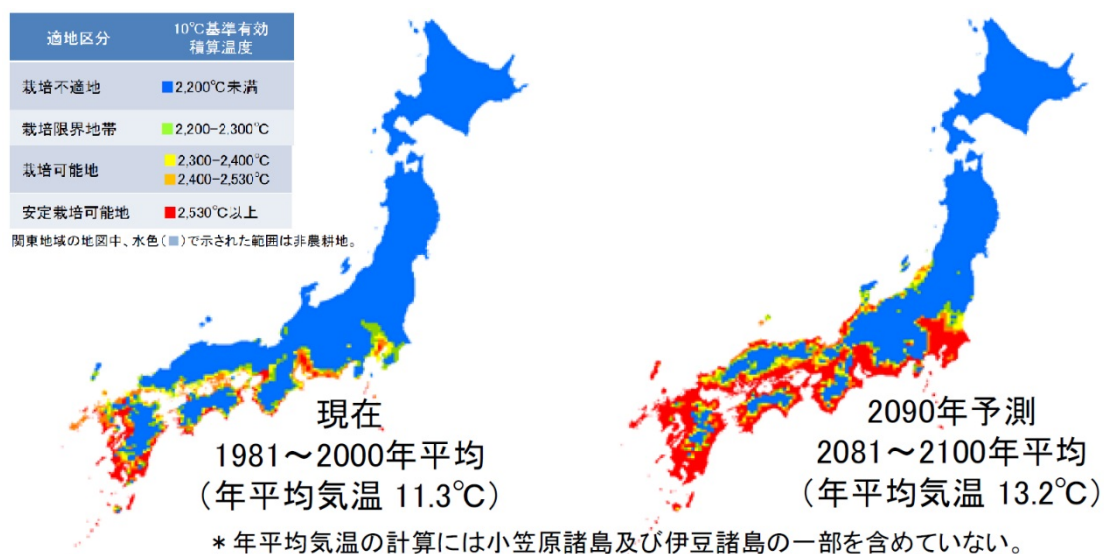 適地区分
10℃基準有効
積算温度
栽培不適地
■2,200℃未満
栽培限界地帯
■2,200-2.300℃
栽培可能地
■2,300-2,400℃
■2,400-2,530℃
安定栽培可能地
■2,530℃以上
関東地域の地図中、水色(■)で示された範囲は非農耕地。
現在
1981～2000年平均
(年平均気温 11.3℃)
2090年予測
2081～2100年平均
(年平均気温 13.2℃)
＊年平均気温の計算には小笠原諸島及び伊豆諸島の一部を含めていない。